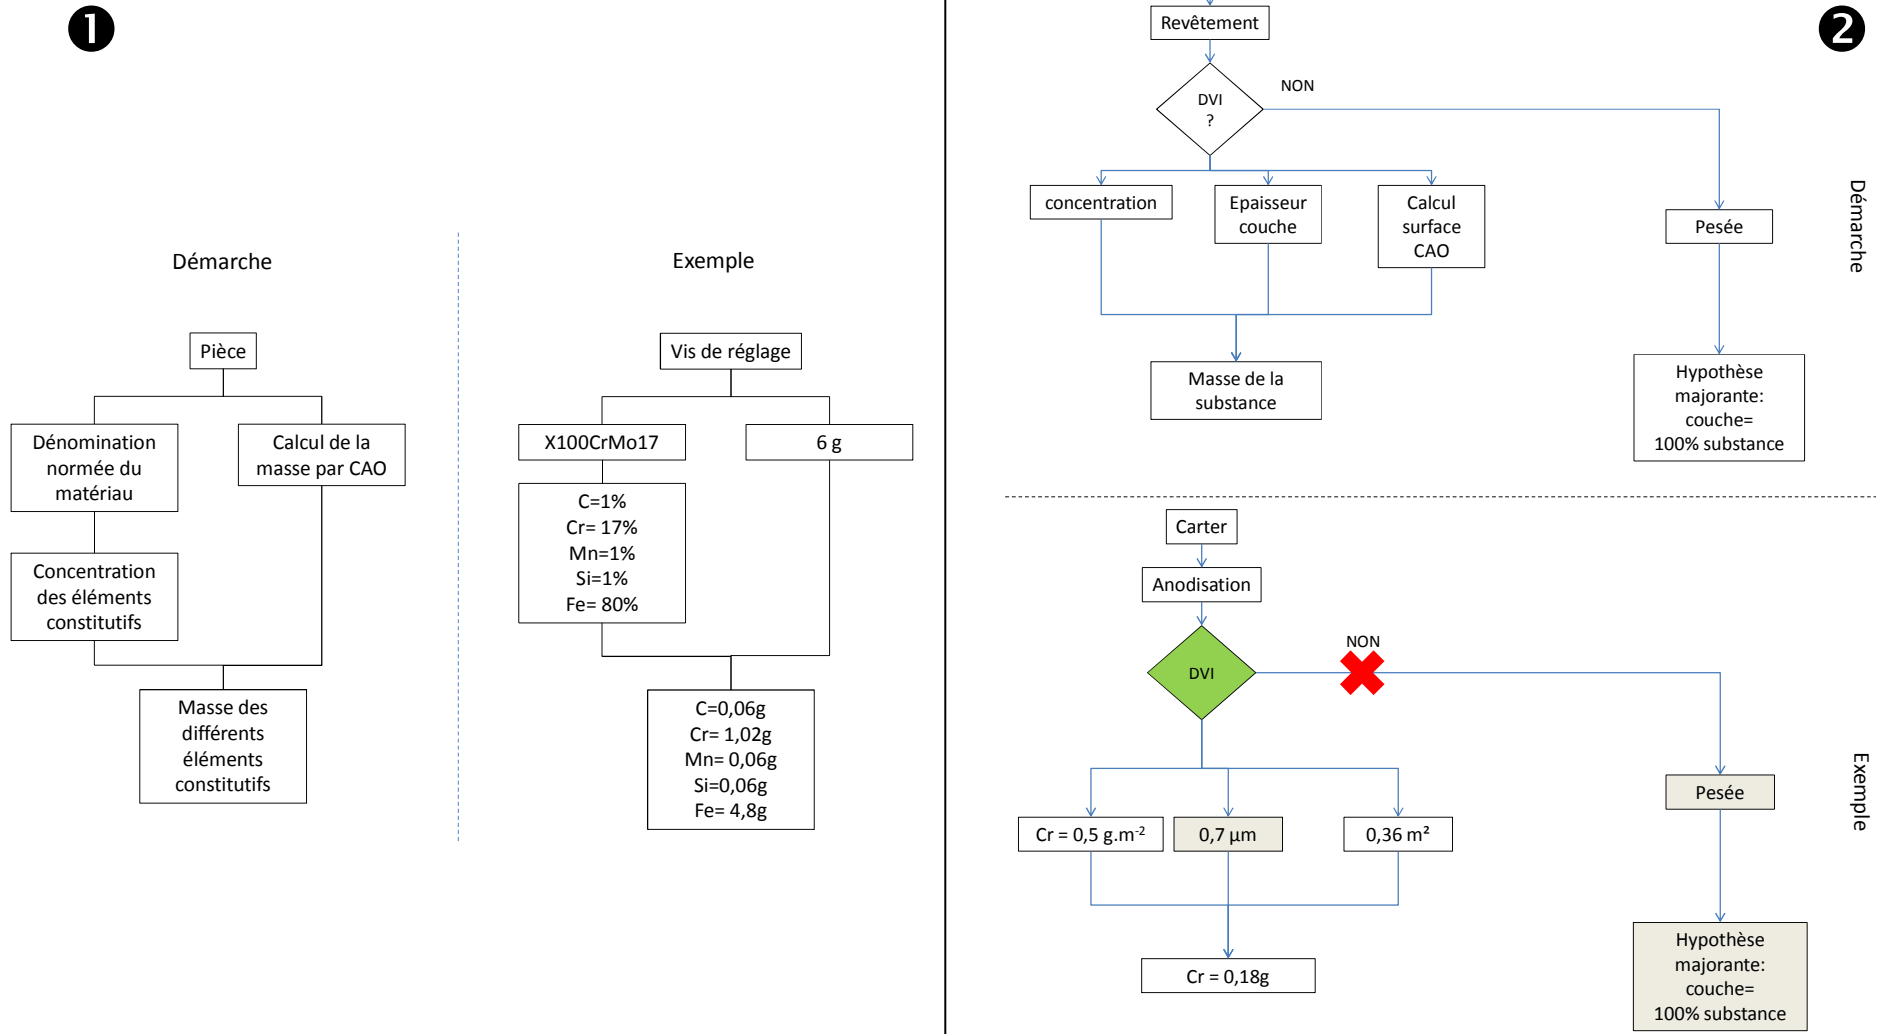 ❶
Démarche
Pièce
Dénomination
normée du
matériau
Calcul de la
masse par CAO
Concentration
des éléments
constitutifs
Masse des
différents
éléments
constitutifs
Exemple
Vis de réglage
X100CrMo17
6 g
C=1%
Cr= 17%
Mn=1%
Si=1%
Fe= 80%
C=0,06g
Cr= 1,02g
Mn= 0,06g
Si=0,06g
Fe= 4,8g
❷
Démarche
Revêtement
DVI
?
NON
concentration
Epaisseur
couche
Calcul
surface
CAO
Pesée
Masse de la
substance
Hypothèse
majorante:
couche=
100% substance
Exemple
Carter
Anodisation
DVI
NON
Pesée
Cr = 0,5 g.m⁻²
0,7 µm
0,36 m²
Cr = 0,18g
Hypothèse
majorante:
couche=
100% substance